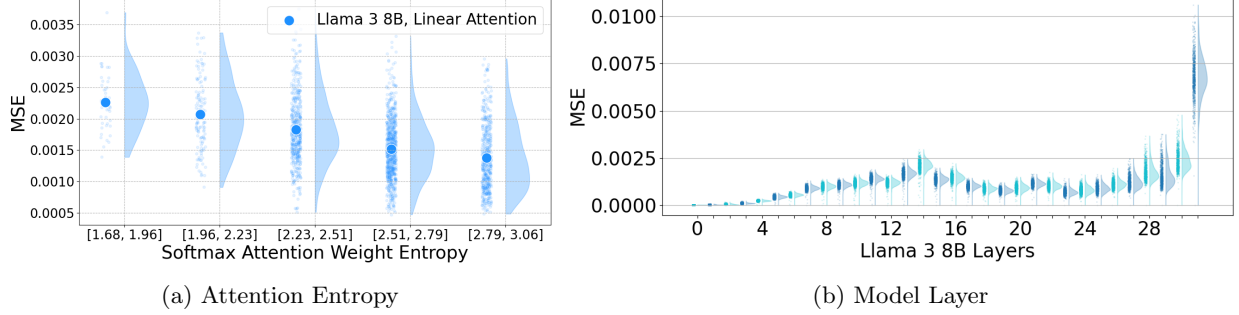 MSE
0.0035
0.0030
0.0025
0.0020
0.0015
0.0010
0.0005
Llama 3 8B, Linear Attention
[1.68, 1.96]
[1.96, 2.23]
[2.23, 2.51]
[2.51, 2.79]
[2.79, 3.06]
Softmax Attention Weight Entropy
(a) Attention Entropy
MSE
0.0100
0.0075
0.0050
0.0025
0.0000
0 4 8 12 16 20 24 28
Llama 3 8B Layers
(b) Model Layer